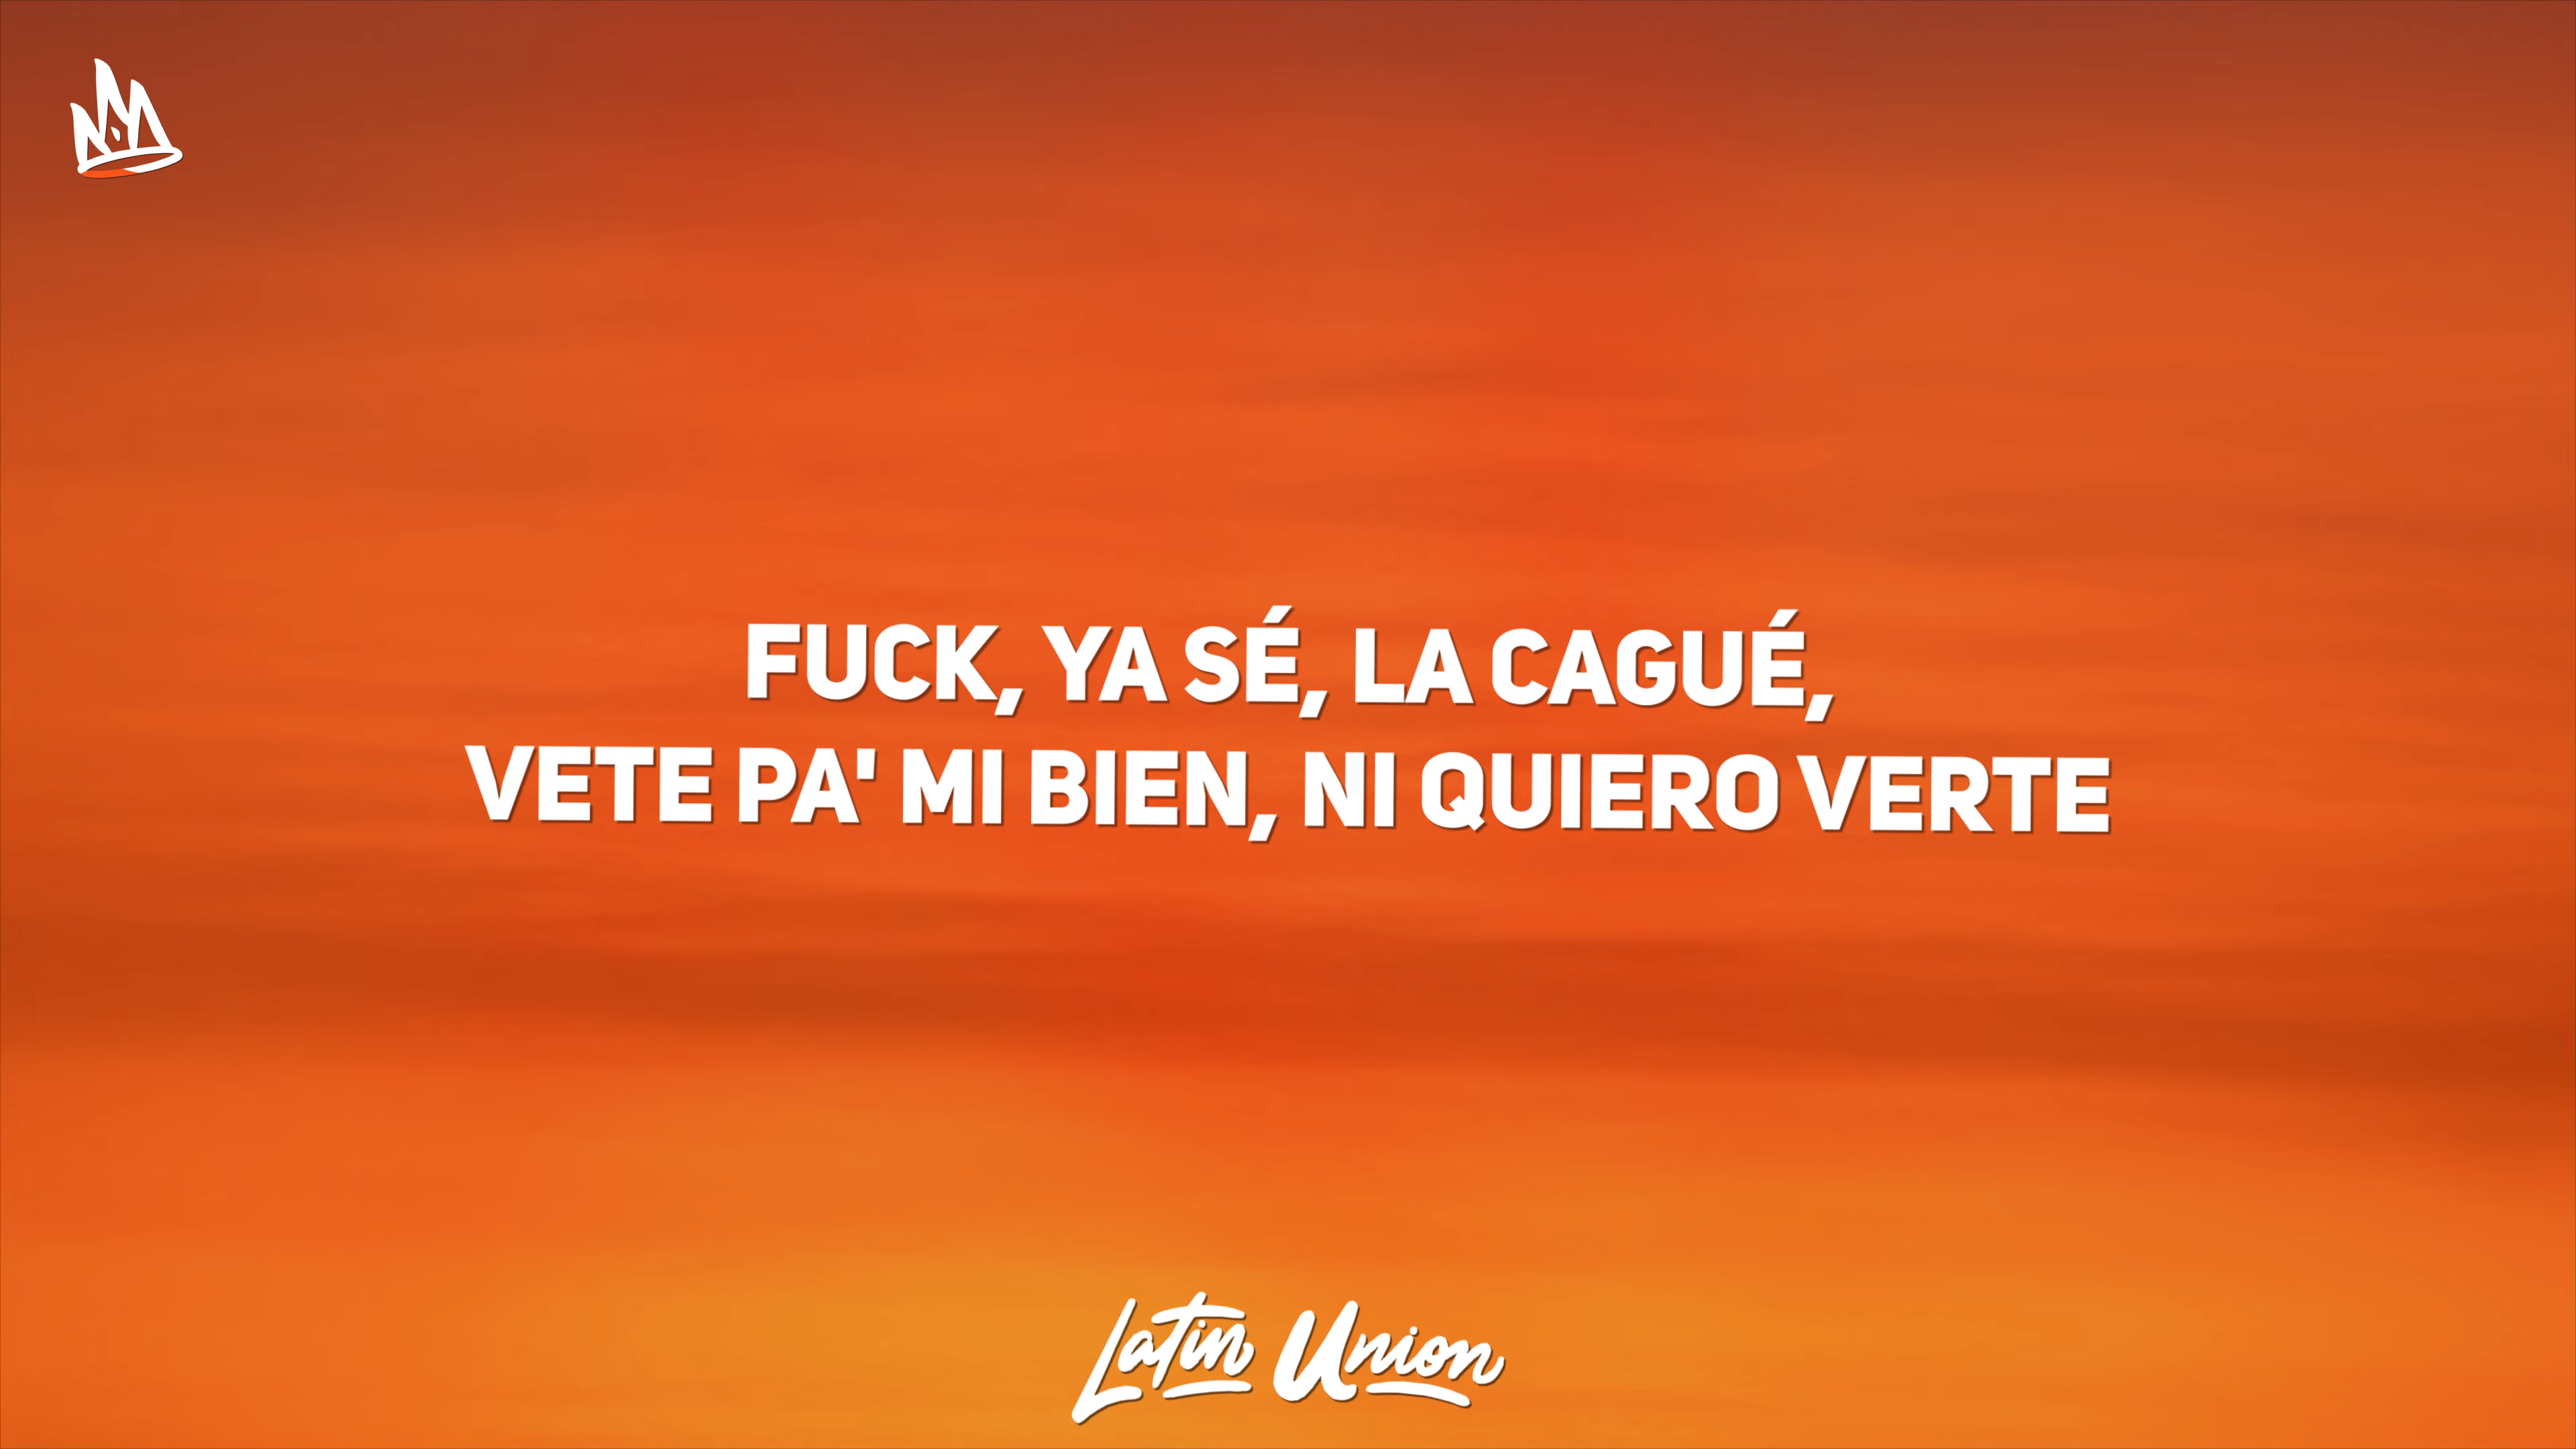 FUCK, YA SÉ, LA CAGUÉ,
VETE PA' MI BIEN, NI QUIERO VERTE
Latin Union